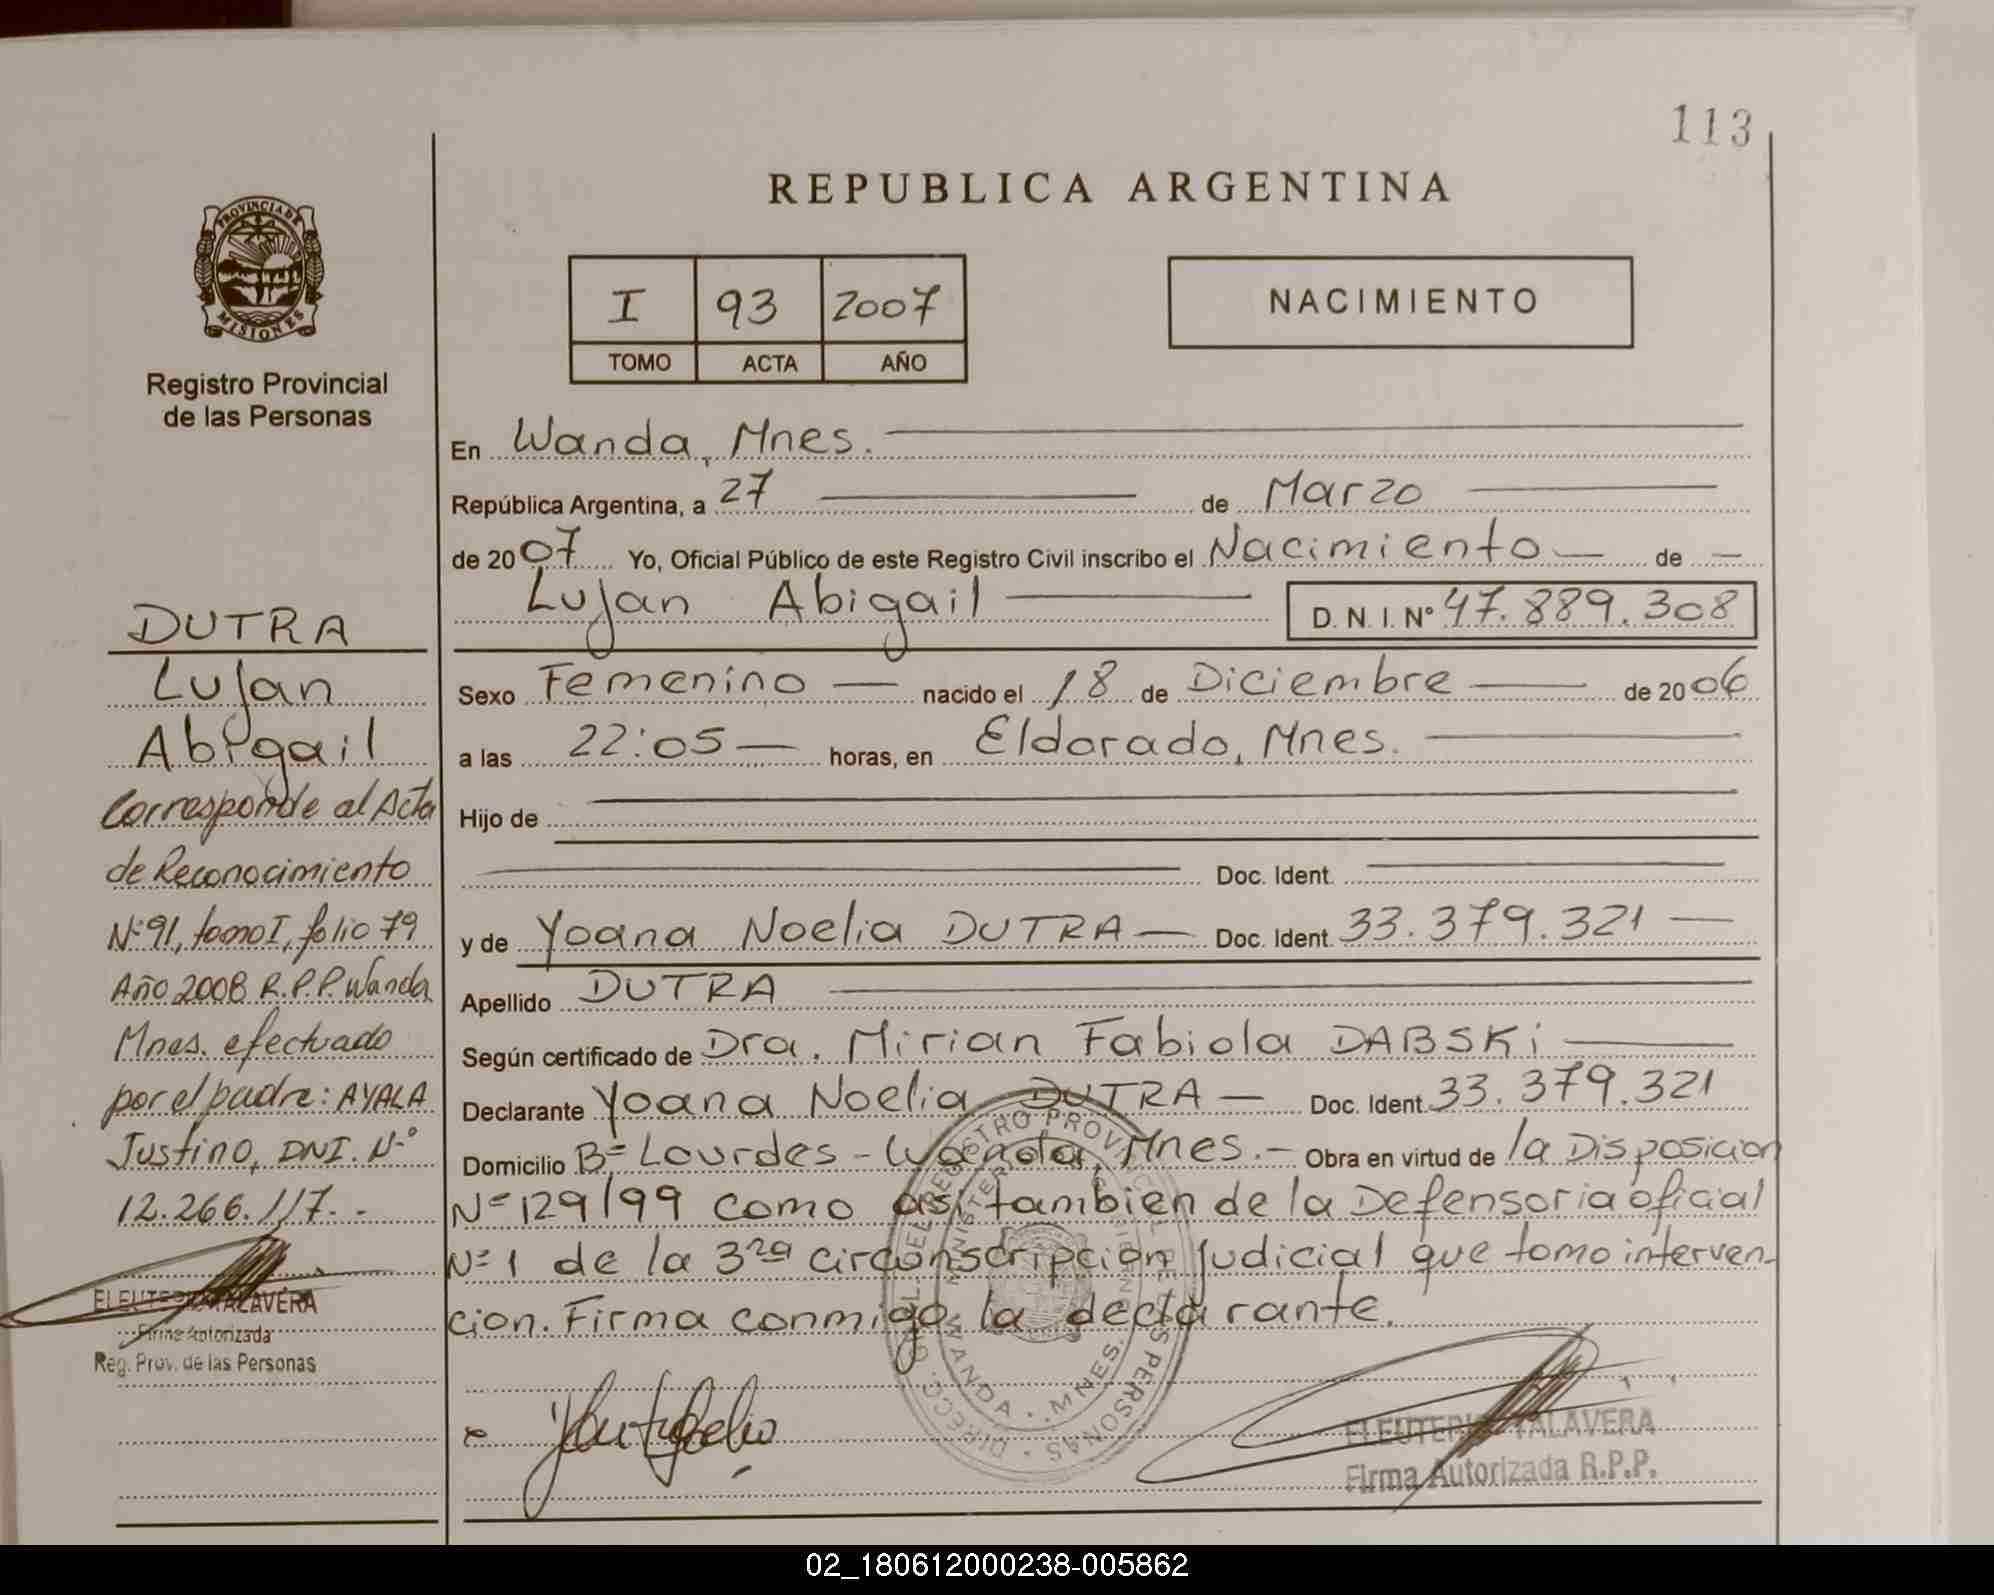 113
REPUBLICA ARGENTINA
PROVINCIA DE
MISIONES
Registro Provincial
de las Personas
I 93 2007
TOMO ACTA AÑO
NACIMIENTO
En Wanda, Mnes.
República Argentina, a 27 de Marzo
de 2007 Yo, Oficial Público de este Registro Civil inscribo el Nacimiento de
Lujan Abigail D.N.I. Nº 47.889.308
Sexo Femenino nacido el 18 de Diciembre de 2006
a las 22:05 horas, en Eldorado, Mnes.
Hijo de
Doc. Ident.
y de Yoana Noelia DUTRA Doc. Ident. 33.379.321
Apellido DUTRA
Según certificado de Dra. Mirian Fabiola DABSKi
Declarante Yoana Noelia DUTRA Doc. Ident. 33.379.321
Domicilio Bº Lourdes - Wanda, Mnes.- Obra en virtud de la Disposicion
Nº 129/99 como asi tambien de la Defensoria oficial
Nº 1 de la 3ra circonscripcion Judicial que tomo interven-
cion. Firma conmigo la declarante.
ELEUTERIO TALAVERA
Firma Autorizada R.P.P.
DUTRA
Lujan
Abigail
Corresponde al Acta
de Reconocimiento
Nº 91, tomo I, folio 79
Año 2008 R.P.P. Wanda
Mnes. efectuado
por el padre: AYALA
Justino, DNI. Nº
12.266.117.-
ELEUTERIO TALAVERA
Firma Autorizada
Reg. Prov. de las Personas
WANDA . MNES.
02_180612000238-005862